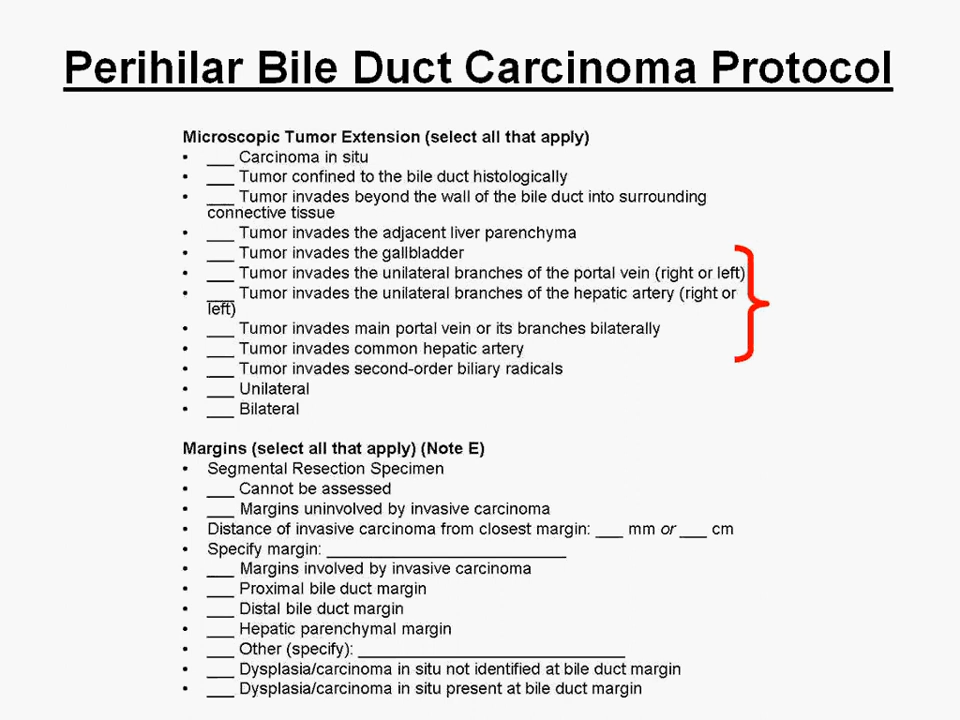 Perihilar Bile Duct Carcinoma Protocol
Microscopic Tumor Extension (select all that apply)
• ___ Carcinoma in situ
• ___ Tumor confined to the bile duct histologically
• ___ Tumor invades beyond the wall of the bile duct into surrounding
connective tissue
• ___ Tumor invades the adjacent liver parenchyma
• ___ Tumor invades the gallbladder
• ___ Tumor invades the unilateral branches of the portal vein (right or left)
• ___ Tumor invades the unilateral branches of the hepatic artery (right or
left)
• ___ Tumor invades main portal vein or its branches bilaterally
• ___ Tumor invades common hepatic artery
• ___ Tumor invades second-order biliary radicals
• ___ Unilateral
• ___ Bilateral
Margins (select all that apply) (Note E)
• Segmental Resection Specimen
• ___ Cannot be assessed
• ___ Margins uninvolved by invasive carcinoma
• Distance of invasive carcinoma from closest margin: ___ mm or ___ cm
• Specify margin: ___________________________
• ___ Margins involved by invasive carcinoma
• ___ Proximal bile duct margin
• ___ Distal bile duct margin
• ___ Hepatic parenchymal margin
• ___ Other (specify): ______________________________
• ___ Dysplasia/carcinoma in situ not identified at bile duct margin
• ___ Dysplasia/carcinoma in situ present at bile duct margin